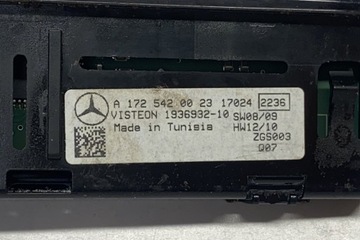 A 172 542 00 23 17024 2236
VISTEON 1936932-10 SW08/09
Made in Tunisia HW12/10
ZGS003
Q07